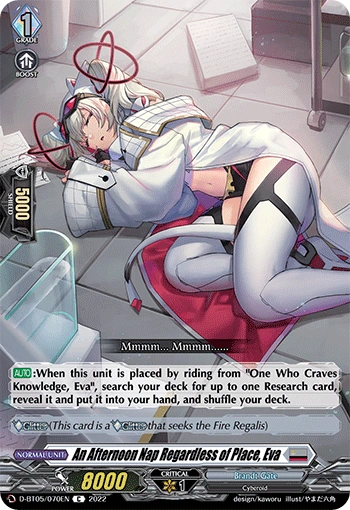 1
GRADE
BOOST
5000
SHIELD
Mmmm... Mmmm......
AUTO:When this unit is placed by riding from "One Who Craves
Knowledge, Eva", search your deck for up to one Research card,
reveal it and put it into your hand, and shuffle your deck.
(This card is a that seeks the Fire Regalis)
NORMAL UNIT
An Afternoon Nap Regardless of Place, Eva
POWER 8000
CRITICAL
1
Brandt Gate
Cyberoid
D-BT05/070EN C 2022
design/kaworu illust/やまだ六角